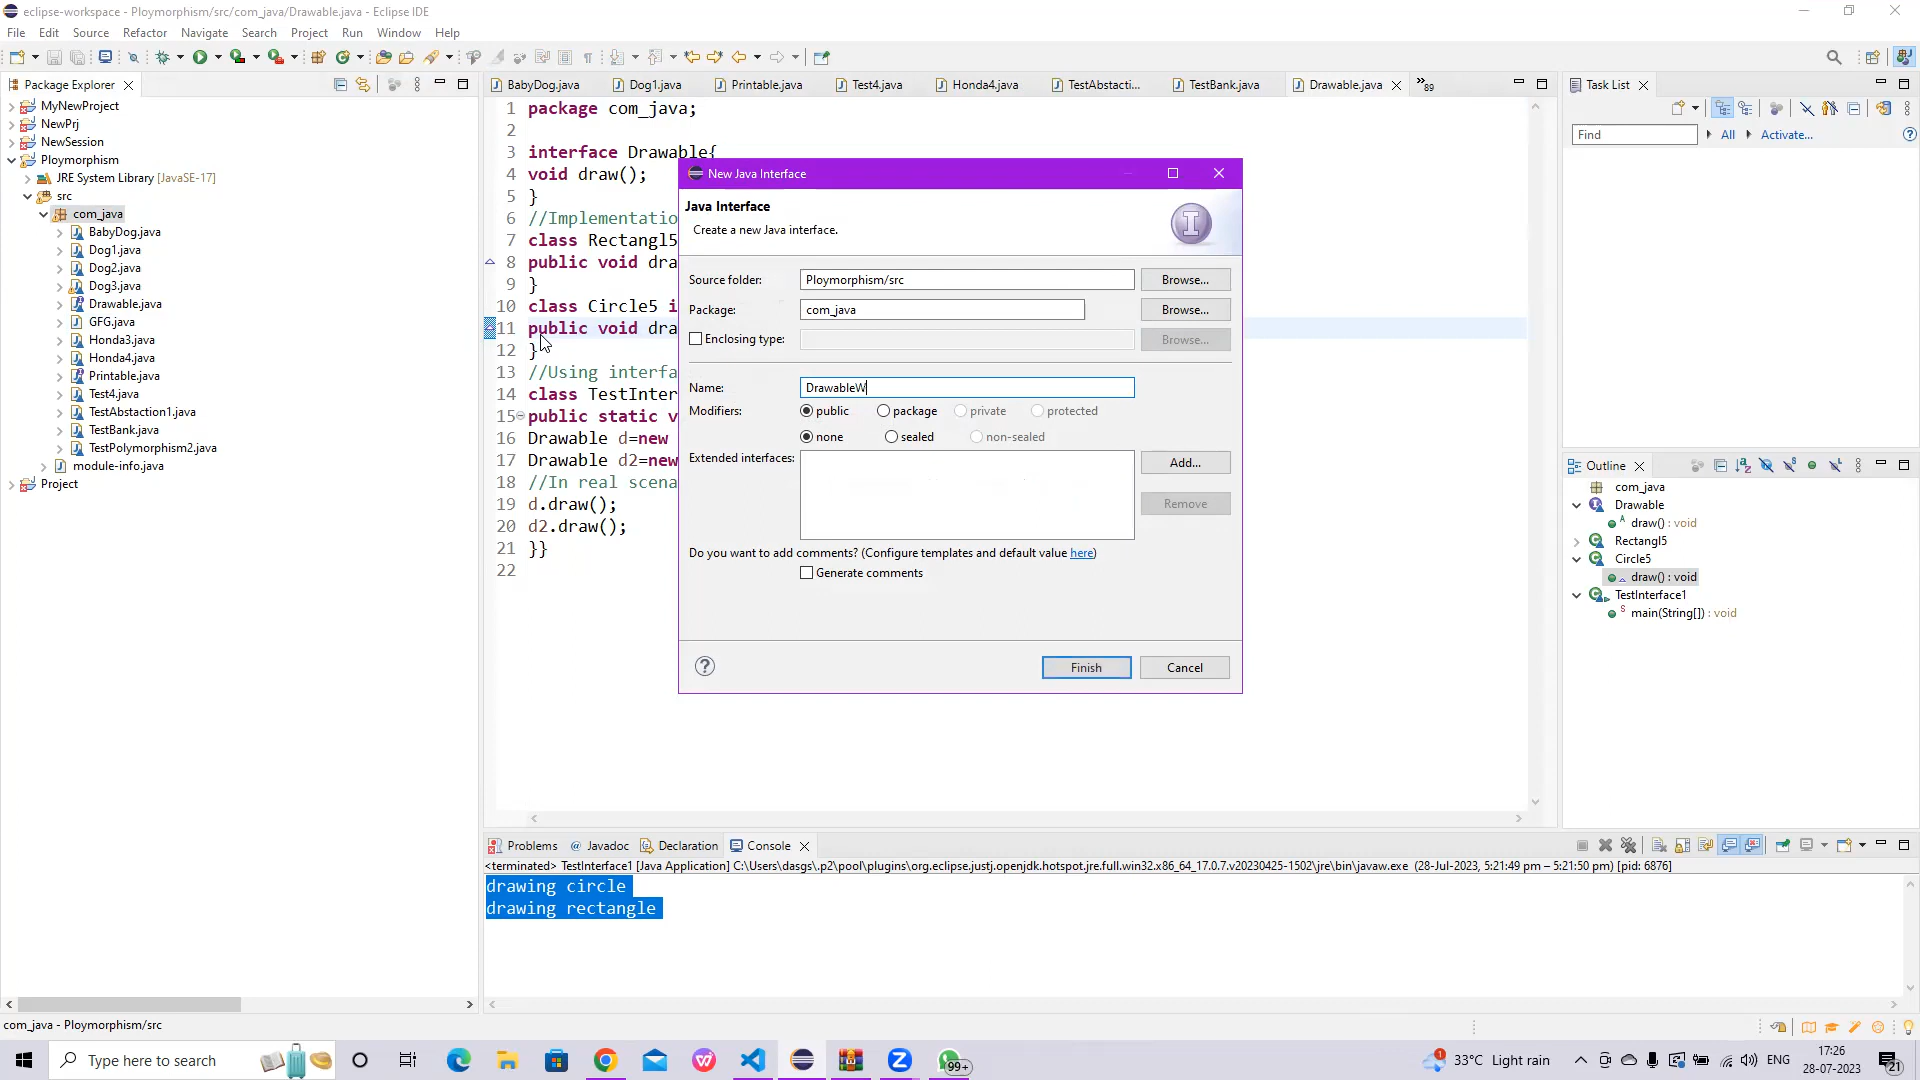 eclipse-workspace - Ploymorphism/src/com_java/Drawable.java - Eclipse IDE
File Edit Source Refactor Navigate Search Project Run Window Help
Package Explorer
MyNewProject
NewPrj
NewSession
Ploymorphism
JRE System Library [JavaSE-17]
src
com_java
BabyDog.java
Dog1.java
Dog2.java
Dog3.java
Drawable.java
GFG.java
Honda3.java
Honda4.java
Printable.java
Test4.java
TestAbstaction1.java
TestBank.java
TestPolymorphism2.java
module-info.java
Project
BabyDog.java Dog1.java Printable.java Test4.java Honda4.java TestAbstacti... TestBank.java Drawable.java »89
1 package com_java;
2
3 interface Drawable{
4 void draw();
5 }
6 //Implementatio
7 class Rectangl5
8 public void dra
9 }
10 class Circle5 i
11 public void dra
12 }
13 //Using interfa
14 class TestInter
15 public static v
16 Drawable d=new
17 Drawable d2=new
18 //In real scena
19 d.draw();
20 d2.draw();
21 }}
22
New Java Interface
Java Interface
Create a new Java interface.
Source folder: Ploymorphism/src Browse...
Package: com_java Browse...
Enclosing type: Browse...
Name: DrawableW
Modifiers: public package private protected
none sealed non-sealed
Extended interfaces: Add...
Remove
Do you want to add comments? (Configure templates and default value here)
Generate comments
Finish Cancel
Task List
Find All Activate...
Outline
com_java
Drawable
draw() : void
Rectangl5
Circle5
draw() : void
TestInterface1
main(String[]) : void
Problems @ Javadoc Declaration Console
<terminated> TestInterface1 [Java Application] C:\Users\dasgs\.p2\pool\plugins\org.eclipse.justj.openjdk.hotspot.jre.full.win32.x86_64_17.0.7.v20230425-1502\jre\bin\javaw.exe (28-Jul-2023, 5:21:49 pm – 5:21:50 pm) [pid: 6876]
drawing circle
drawing rectangle
com_java - Ploymorphism/src
Type here to search
99+
33°C Light rain
ENG
17:26
28-07-2023
21